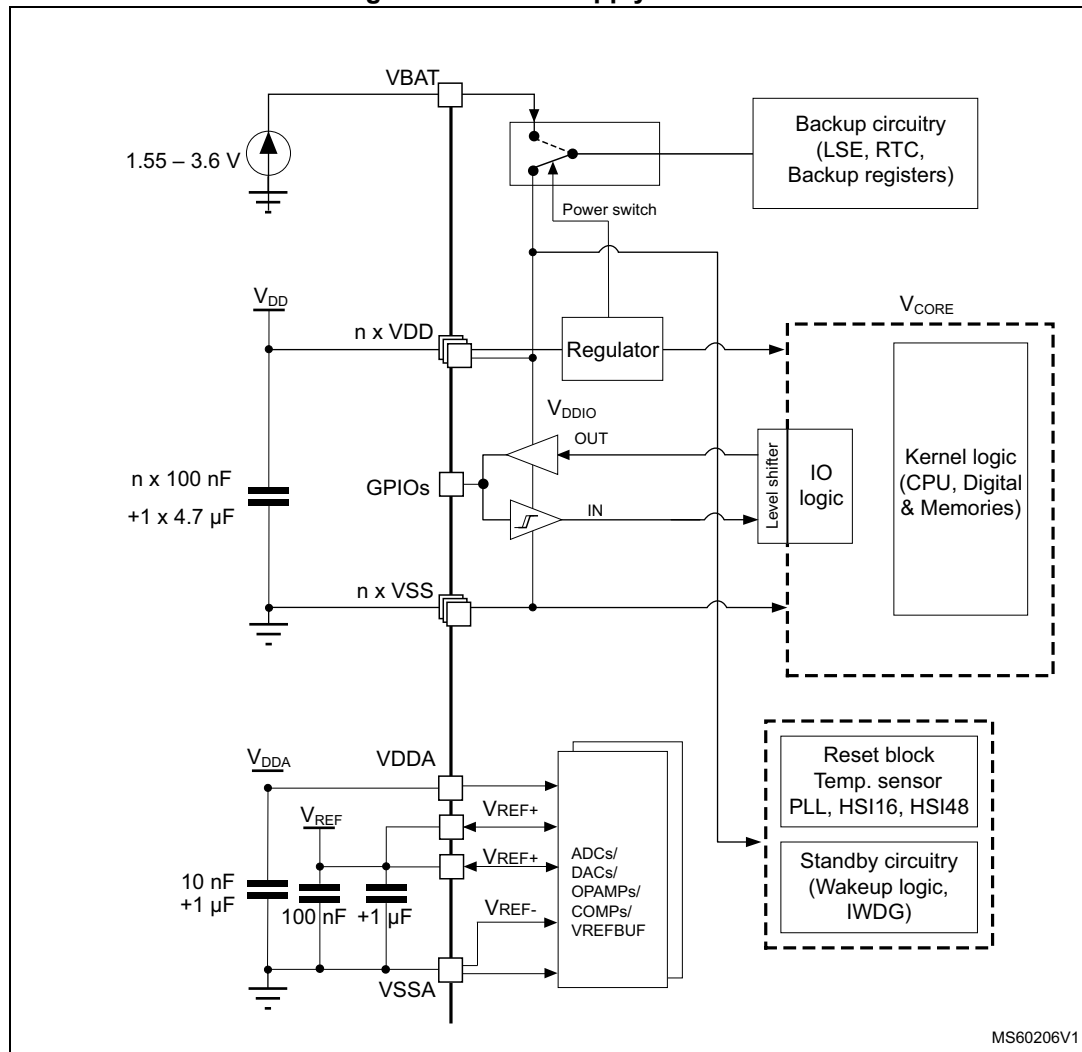 VBAT
1.55 – 3.6 V
Backup circuitry
(LSE, RTC,
Backup registers)
Power switch
VDD
n x VDD
Regulator
VCORE
VDDIO
OUT
GPIOs
IN
Level shifter
IO
logic
Kernel logic
(CPU, Digital
& Memories)
n x 100 nF
+1 x 4.7 µF
n x VSS
Reset block
Temp. sensor
PLL, HSI16, HSI48
Standby circuitry
(Wakeup logic,
IWDG)
VDDA
VDDA
VREF
VREF+
VREF+
VREF-
ADCs/
DACs/
OPAMPs/
COMPs/
VREFBUF
10 nF
+1 µF
100 nF
+1 µF
VSSA
MS60206V1